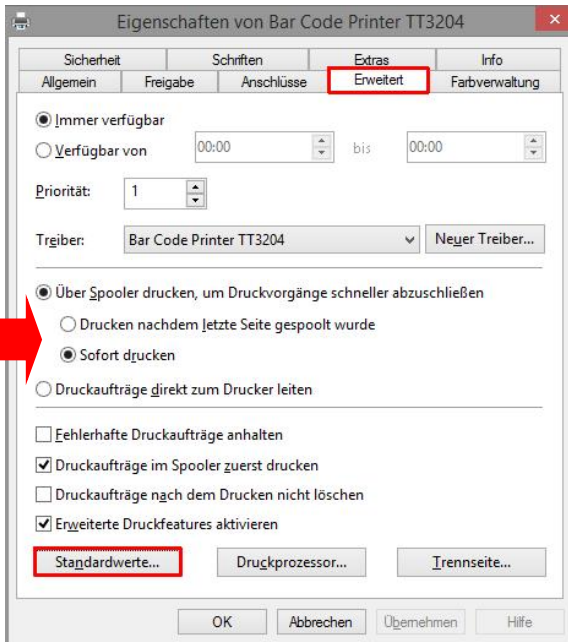 Eigenschaften von Bar Code Printer TT3204
Sicherheit Schriften Extras Info
Allgemein Freigabe Anschlüsse Erweitert Farbverwaltung
Immer verfügbar
Verfügbar von 00:00 bis 00:00
Priorität: 1
Treiber: Bar Code Printer TT3204 Neuer Treiber...
Über Spooler drucken, um Druckvorgänge schneller abzuschließen
Drucken nachdem letzte Seite gespoolt wurde
Sofort drucken
Druckaufträge direkt zum Drucker leiten
Fehlerhafte Druckaufträge anhalten
Druckaufträge im Spooler zuerst drucken
Druckaufträge nach dem Drucken nicht löschen
Erweiterte Druckfeatures aktivieren
Standardwerte... Druckprozessor... Trennseite...
OK Abbrechen Übernehmen Hilfe